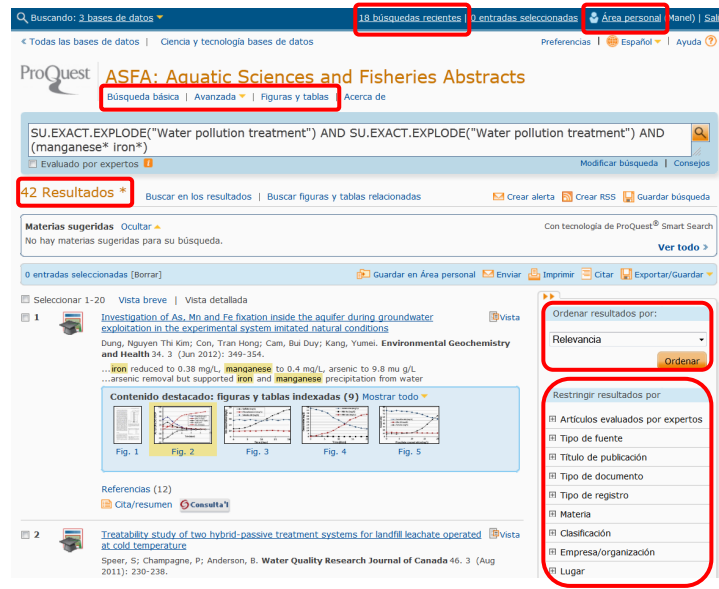 Buscando: 3 bases de datos 18 búsquedas recientes | 0 entradas seleccionadas Área personal (Manel) | Sali
« Todas las bases de datos | Ciencia y tecnología bases de datos Preferencias | Español | Ayuda ?
ProQuest ASFA: Aquatic Sciences and Fisheries Abstracts
Búsqueda básica | Avanzada | Figuras y tablas | Acerca de
SU.EXACT.EXPLODE("Water pollution treatment") AND SU.EXACT.EXPLODE("Water pollution treatment") AND
(manganese* iron*)
Evaluado por expertos i Modificar búsqueda | Consejos
42 Resultados * Buscar en los resultados | Buscar figuras y tablas relacionadas Crear alerta Crear RSS Guardar búsqueda
Materias sugeridas Ocultar Con tecnología de ProQuest® Smart Search
No hay materias sugeridas para su búsqueda.
Ver todo >
0 entradas seleccionadas [Borrar] Guardar en Área personal Enviar Imprimir Citar Exportar/Guardar
Seleccionar 1-20 Vista breve | Vista detallada
1 Investigation of As, Mn and Fe fixation inside the aquifer during groundwater Vista
exploitation in the experimental system imitated natural conditions
Dung, Nguyen Thi Kim; Con, Tran Hong; Cam, Bui Duy; Kang, Yumei. Environmental Geochemistry
and Health 34. 3 (Jun 2012): 349-354.
...iron reduced to 0.38 mg/L, manganese to 0.4 mg/L, arsenic to 9.8 mu g/L
...arsenic removal but supported iron and manganese precipitation from water
Contenido destacado: figuras y tablas indexadas (9) Mostrar todo
Fig. 1 Fig. 2 Fig. 3 Fig. 4 Fig. 5
Referencias (12)
Cita/resumen Consulta'l
2 Treatability study of two hybrid-passive treatment systems for landfill leachate operated Vista
at cold temperature
Speer, S; Champagne, P; Anderson, B. Water Quality Research Journal of Canada 46. 3 (Aug
2011): 230-238.
Ordenar resultados por:
Relevancia
Ordenar
Restringir resultados por
Artículos evaluados por expertos
Tipo de fuente
Título de publicación
Tipo de documento
Tipo de registro
Materia
Clasificación
Empresa/organización
Lugar